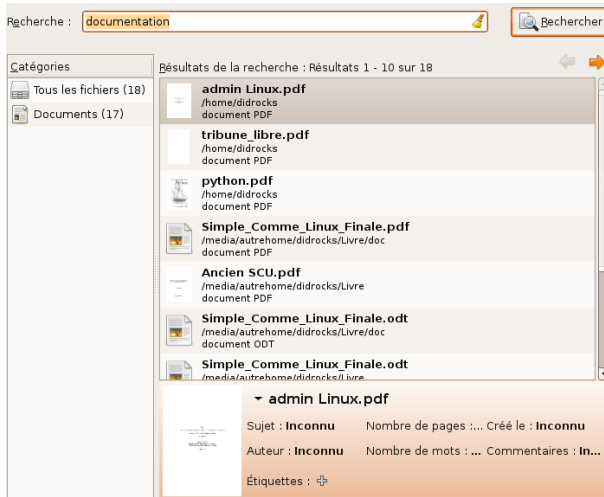 Recherche : documentation Rechercher
Catégories
Tous les fichiers (18)
Documents (17)
Résultats de la recherche : Résultats 1 - 10 sur 18
admin Linux.pdf
/home/didrocks
document PDF
tribune_libre.pdf
/home/didrocks
document PDF
python.pdf
/home/didrocks
document PDF
Simple_Comme_Linux_Finale.pdf
/media/autrehome/didrocks/Livre/doc
document PDF
Ancien SCU.pdf
/media/autrehome/didrocks/Livre
document PDF
Simple_Comme_Linux_Finale.odt
/media/autrehome/didrocks/Livre/doc
document ODT
Simple_Comme_Linux_Finale.odt
/media/autrehome/didrocks/Livre
admin Linux.pdf
Sujet : Inconnu Nombre de pages :... Créé le : Inconnu
Auteur : Inconnu Nombre de mots : ... Commentaires : In...
Étiquettes :